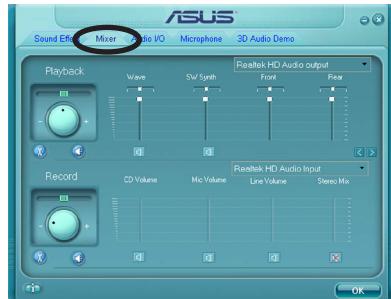 ASUS
Sound Effect Mixer Audio I/O Microphone 3D Audio Demo
Realtek HD Audio output
Playback
Wave SW Synth Front Rear
- +
Realtek HD Audio Input
Record
CD Volume Mic Volume Line Volume Stereo Mix
- +
OK